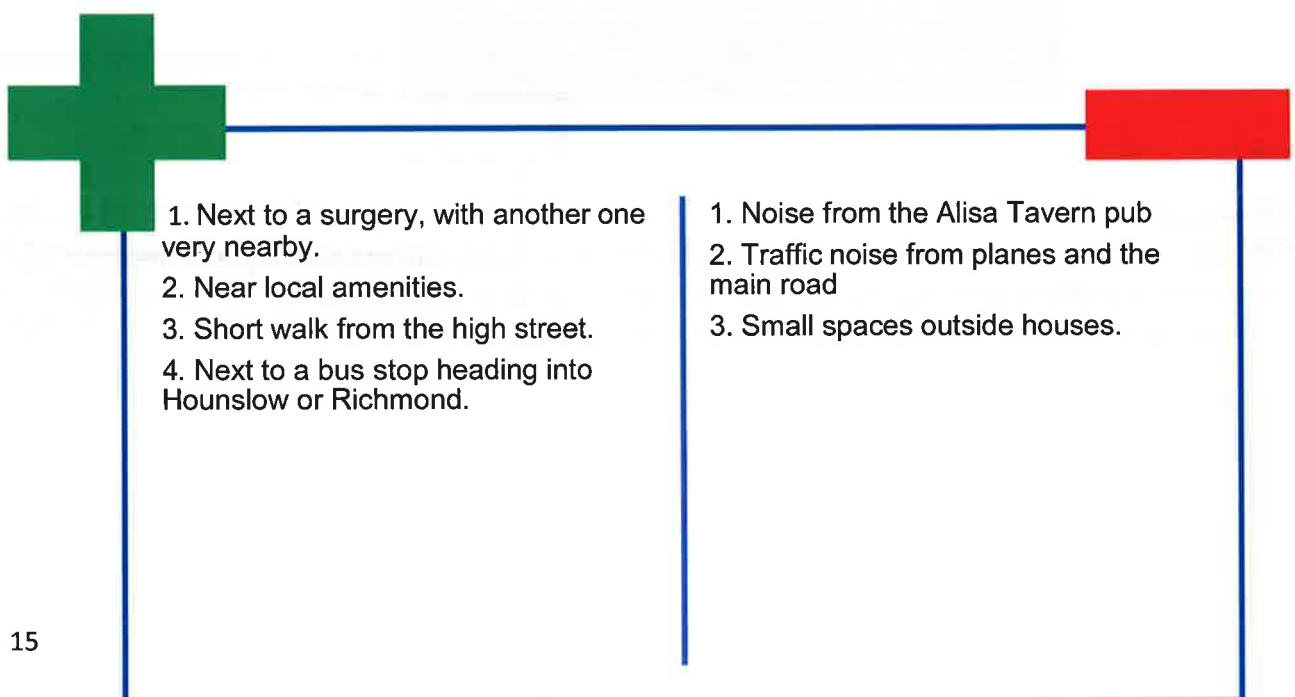 1. Next to a surgery, with another one
very nearby.
2. Near local amenities.
3. Short walk from the high street.
4. Next to a bus stop heading into
Hounslow or Richmond.
1. Noise from the Alisa Tavern pub
2. Traffic noise from planes and the
main road
3. Small spaces outside houses.
15